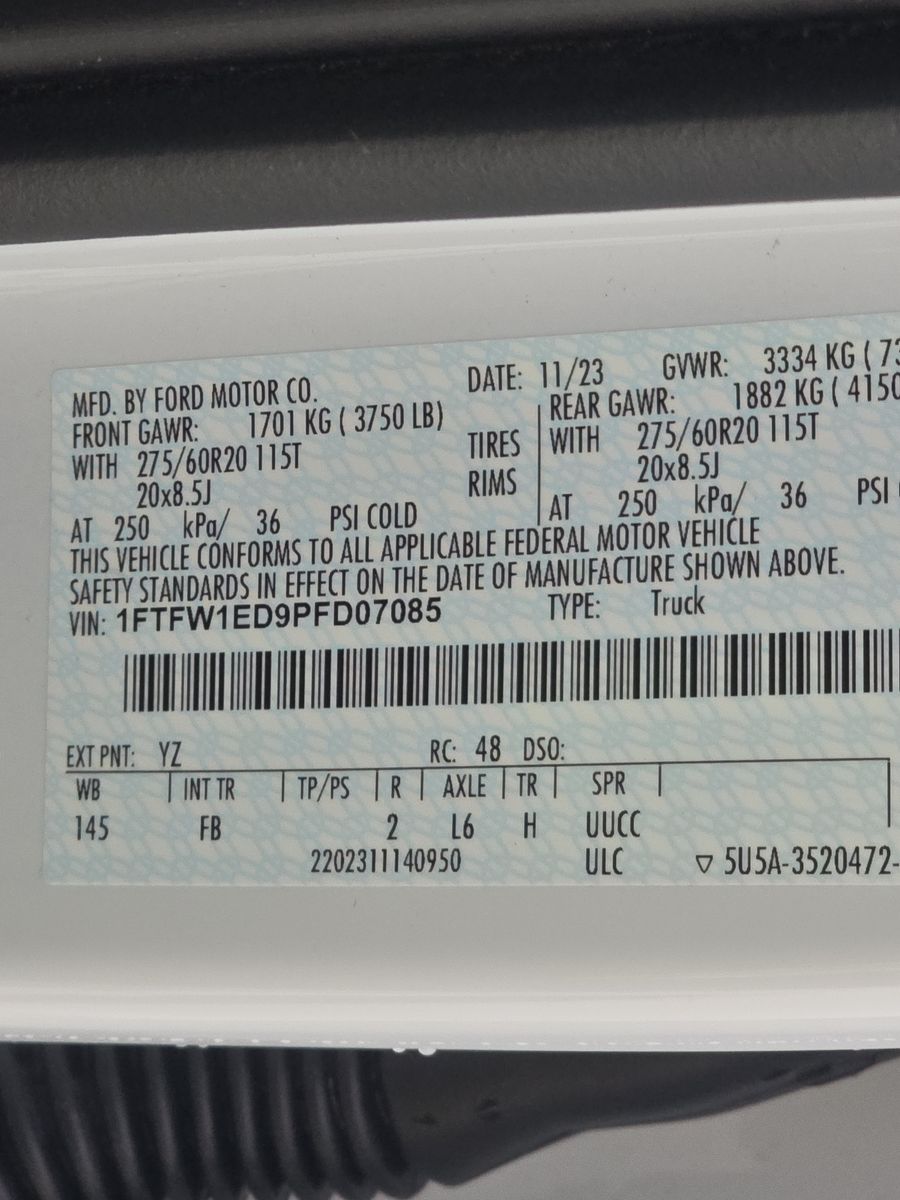 MFD. BY FORD MOTOR CO. DATE: 11/23 GVWR: 3334 KG ( 73
FRONT GAWR: 1701 KG ( 3750 LB) REAR GAWR: 1882 KG ( 4150
WITH 275/60R20 115T TIRES WITH 275/60R20 115T
20x8.5J RIMS 20x8.5J
AT 250 kPa/ 36 PSI COLD AT 250 kPa/ 36 PSI
THIS VEHICLE CONFORMS TO ALL APPLICABLE FEDERAL MOTOR VEHICLE
SAFETY STANDARDS IN EFFECT ON THE DATE OF MANUFACTURE SHOWN ABOVE.
VIN: 1FTFW1ED9PFD07085 TYPE: Truck
EXT PNT: YZ RC: 48 DSO:
WB INT TR TP/PS R AXLE TR SPR
145 FB 2 L6 H UUCC
2202311140950 ULC ▽ 5U5A-3520472-